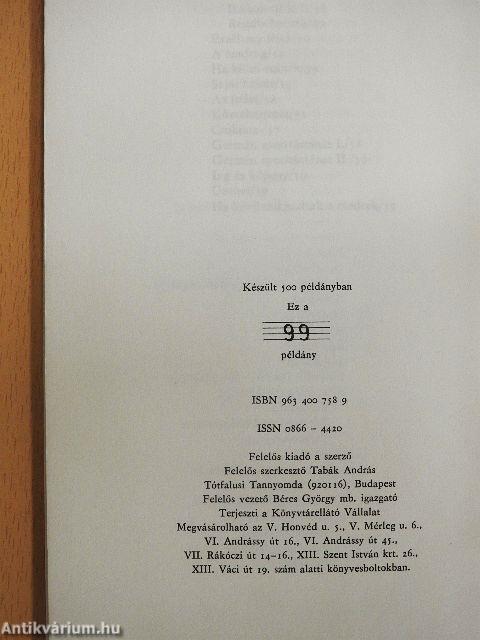 Készült 500 példányban
Ez a
99
példány
ISBN 963 400 758 9
ISSN 0866 – 4420
Felelős kiadó a szerző
Felelős szerkesztő Tabák András
Tótfalusi Tannyomda (920116), Budapest
Felelős vezető Béres György mb. igazgató
Terjeszti a Könyvtárellátó Vállalat
Megvásárolható az V. Honvéd u. 5., V. Mérleg u. 6.,
VI. Andrássy út 16., VI. Andrássy út 45.,
VII. Rákóczi út 14–16., XIII. Szent István krt. 26.,
XIII. Váci út 19. szám alatti könyvesboltokban.
Antikvárium.hu